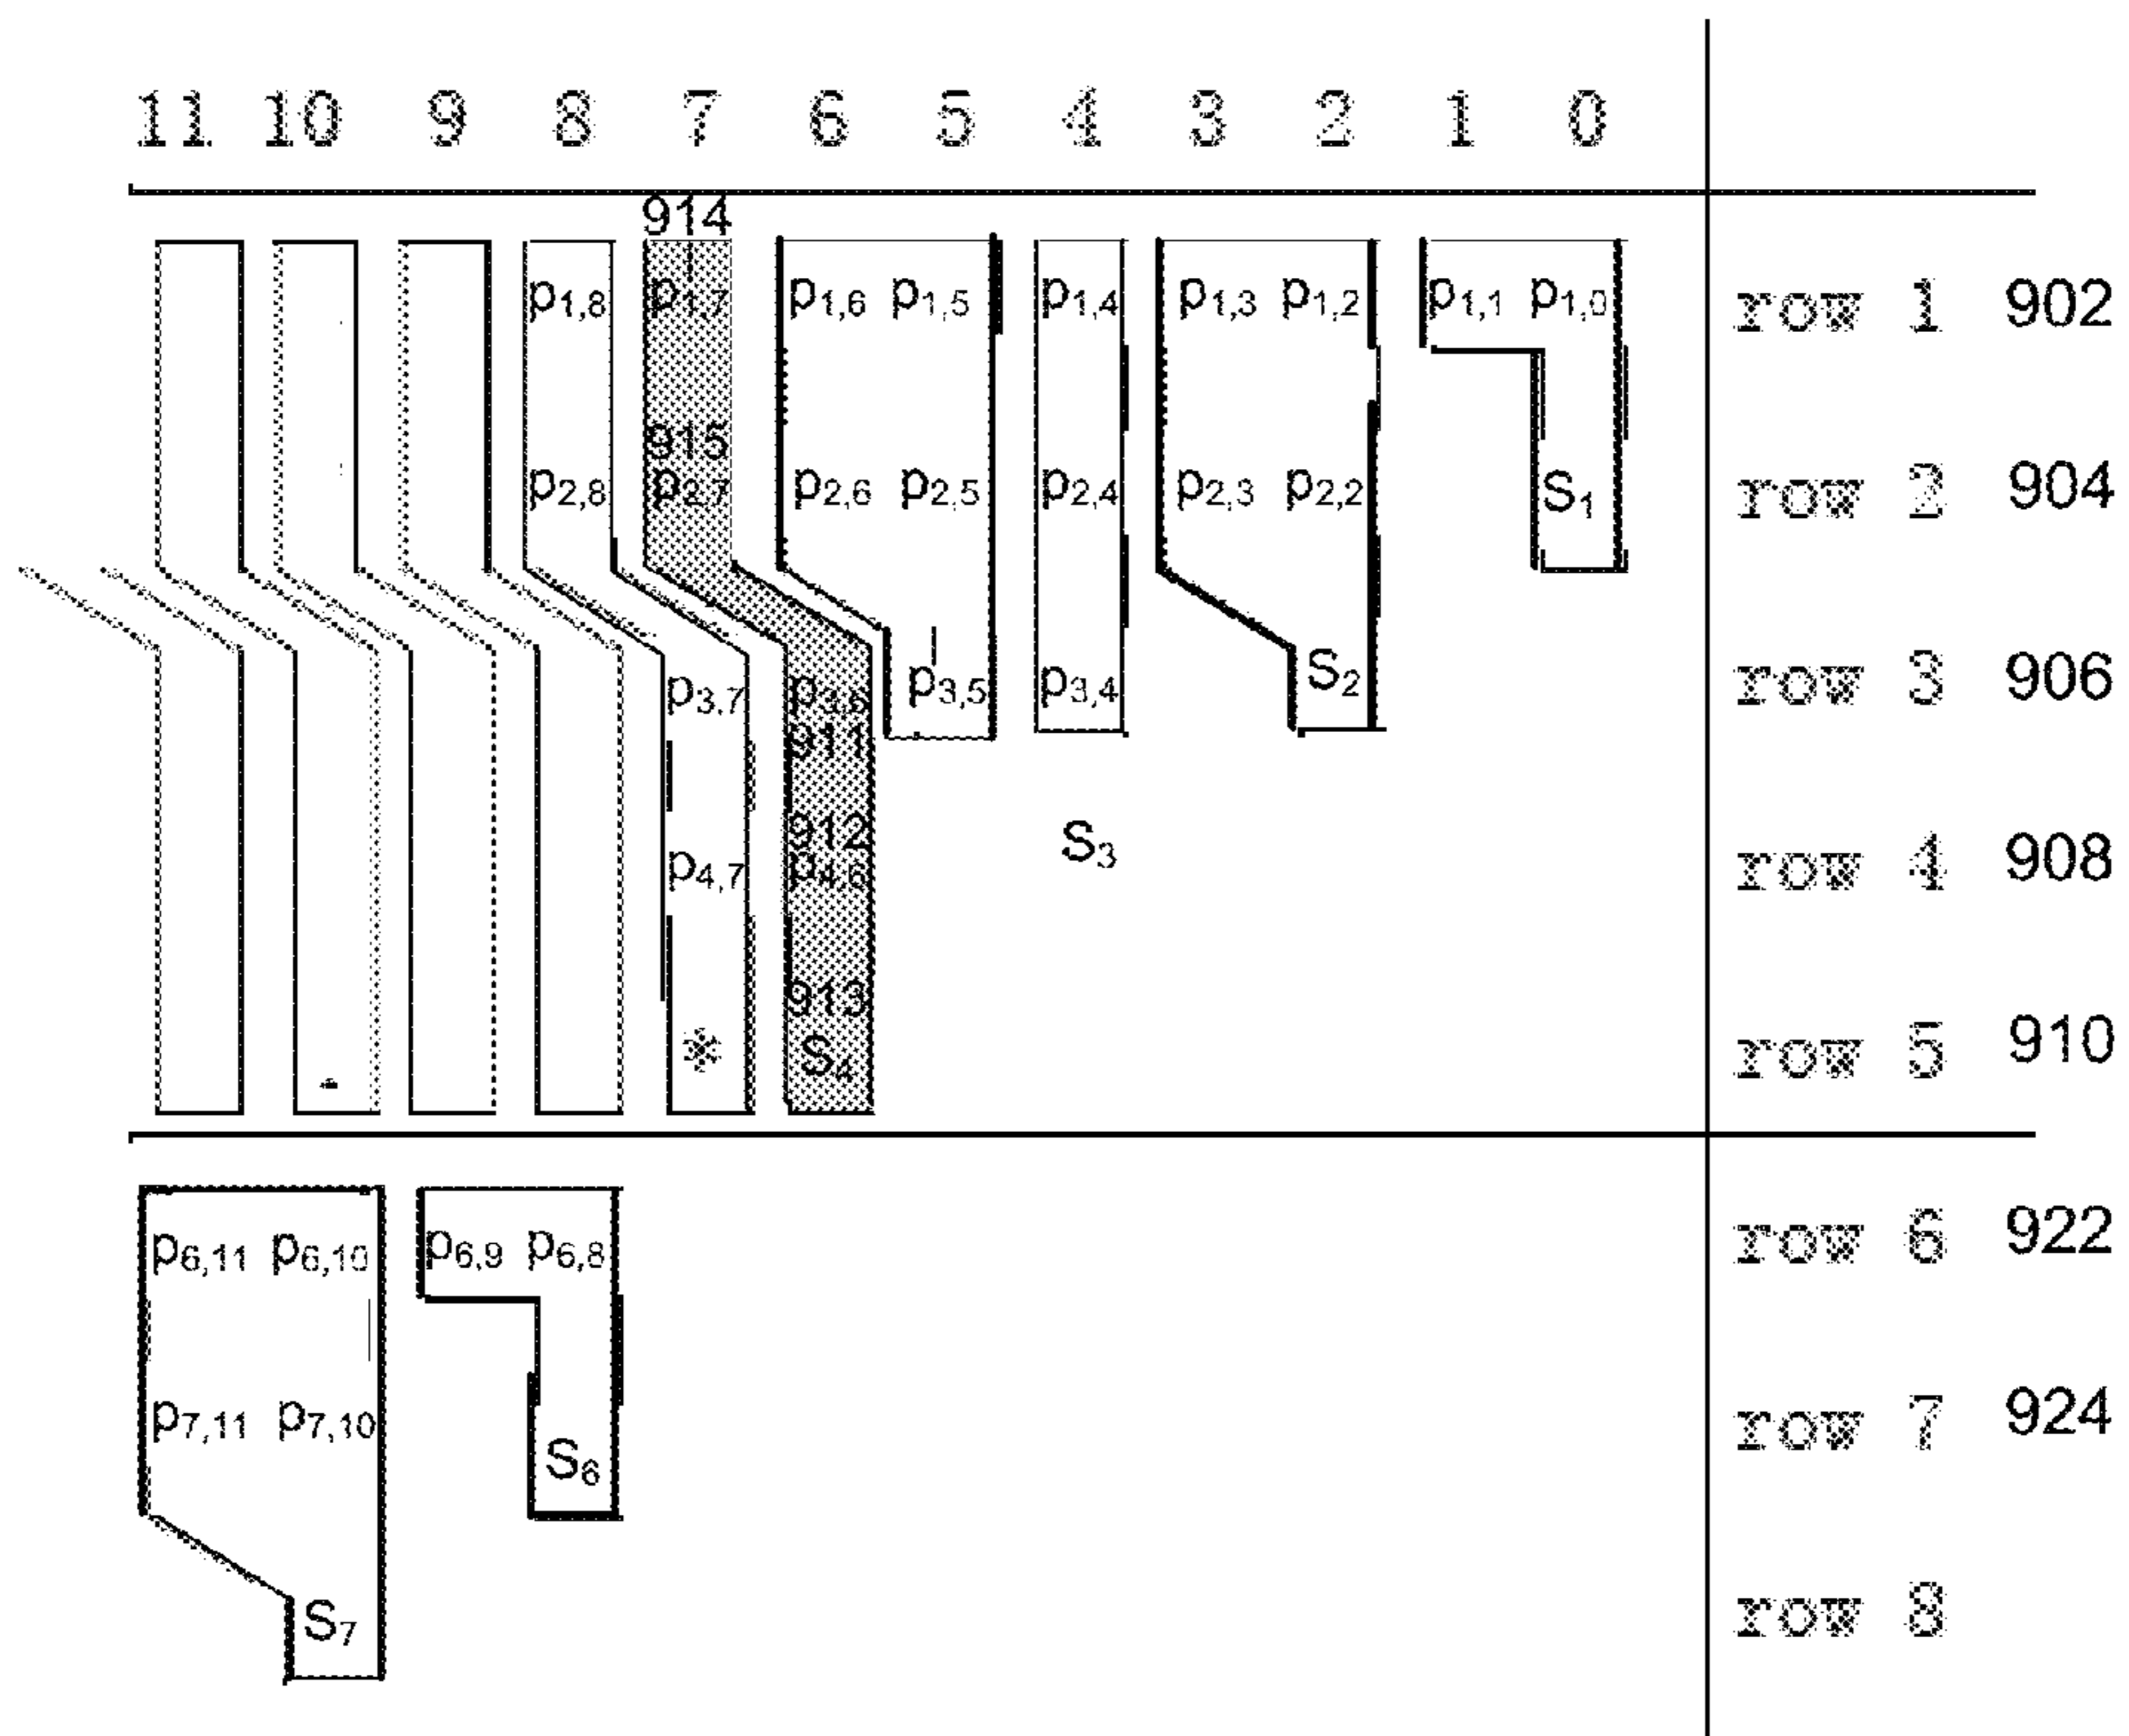 11 10 9 8 7 6 5 4 3 2 1 0
914
p1,8 p1,7 p1,6 p1,5 p1,4 p1,3 p1,2 p1,1 p1,0 row 1 902
915
p2,8 p2,7 p2,6 p2,5 p2,4 p2,3 p2,2 S1 row 2 904
p3,7 p3,6 p3,5 p3,4 S2 row 3 906
911
912
p4,7 p4,6 S3 row 4 908
913
* S4 row 5 910
p6,11 p6,10 p6,9 p6,8 row 6 922
p7,11 p7,10 S6 row 7 924
S7 row 8